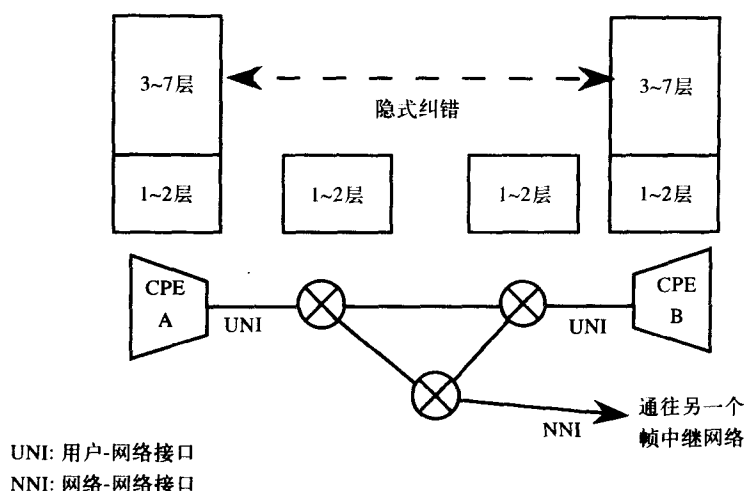 3~7层
3~7层
隐式纠错
1~2层
1~2层
1~2层
1~2层
CPE
A
CPE
B
UNI
UNI
NNI
通往另一个
帧中继网络
UNI: 用户-网络接口
NNI: 网络-网络接口